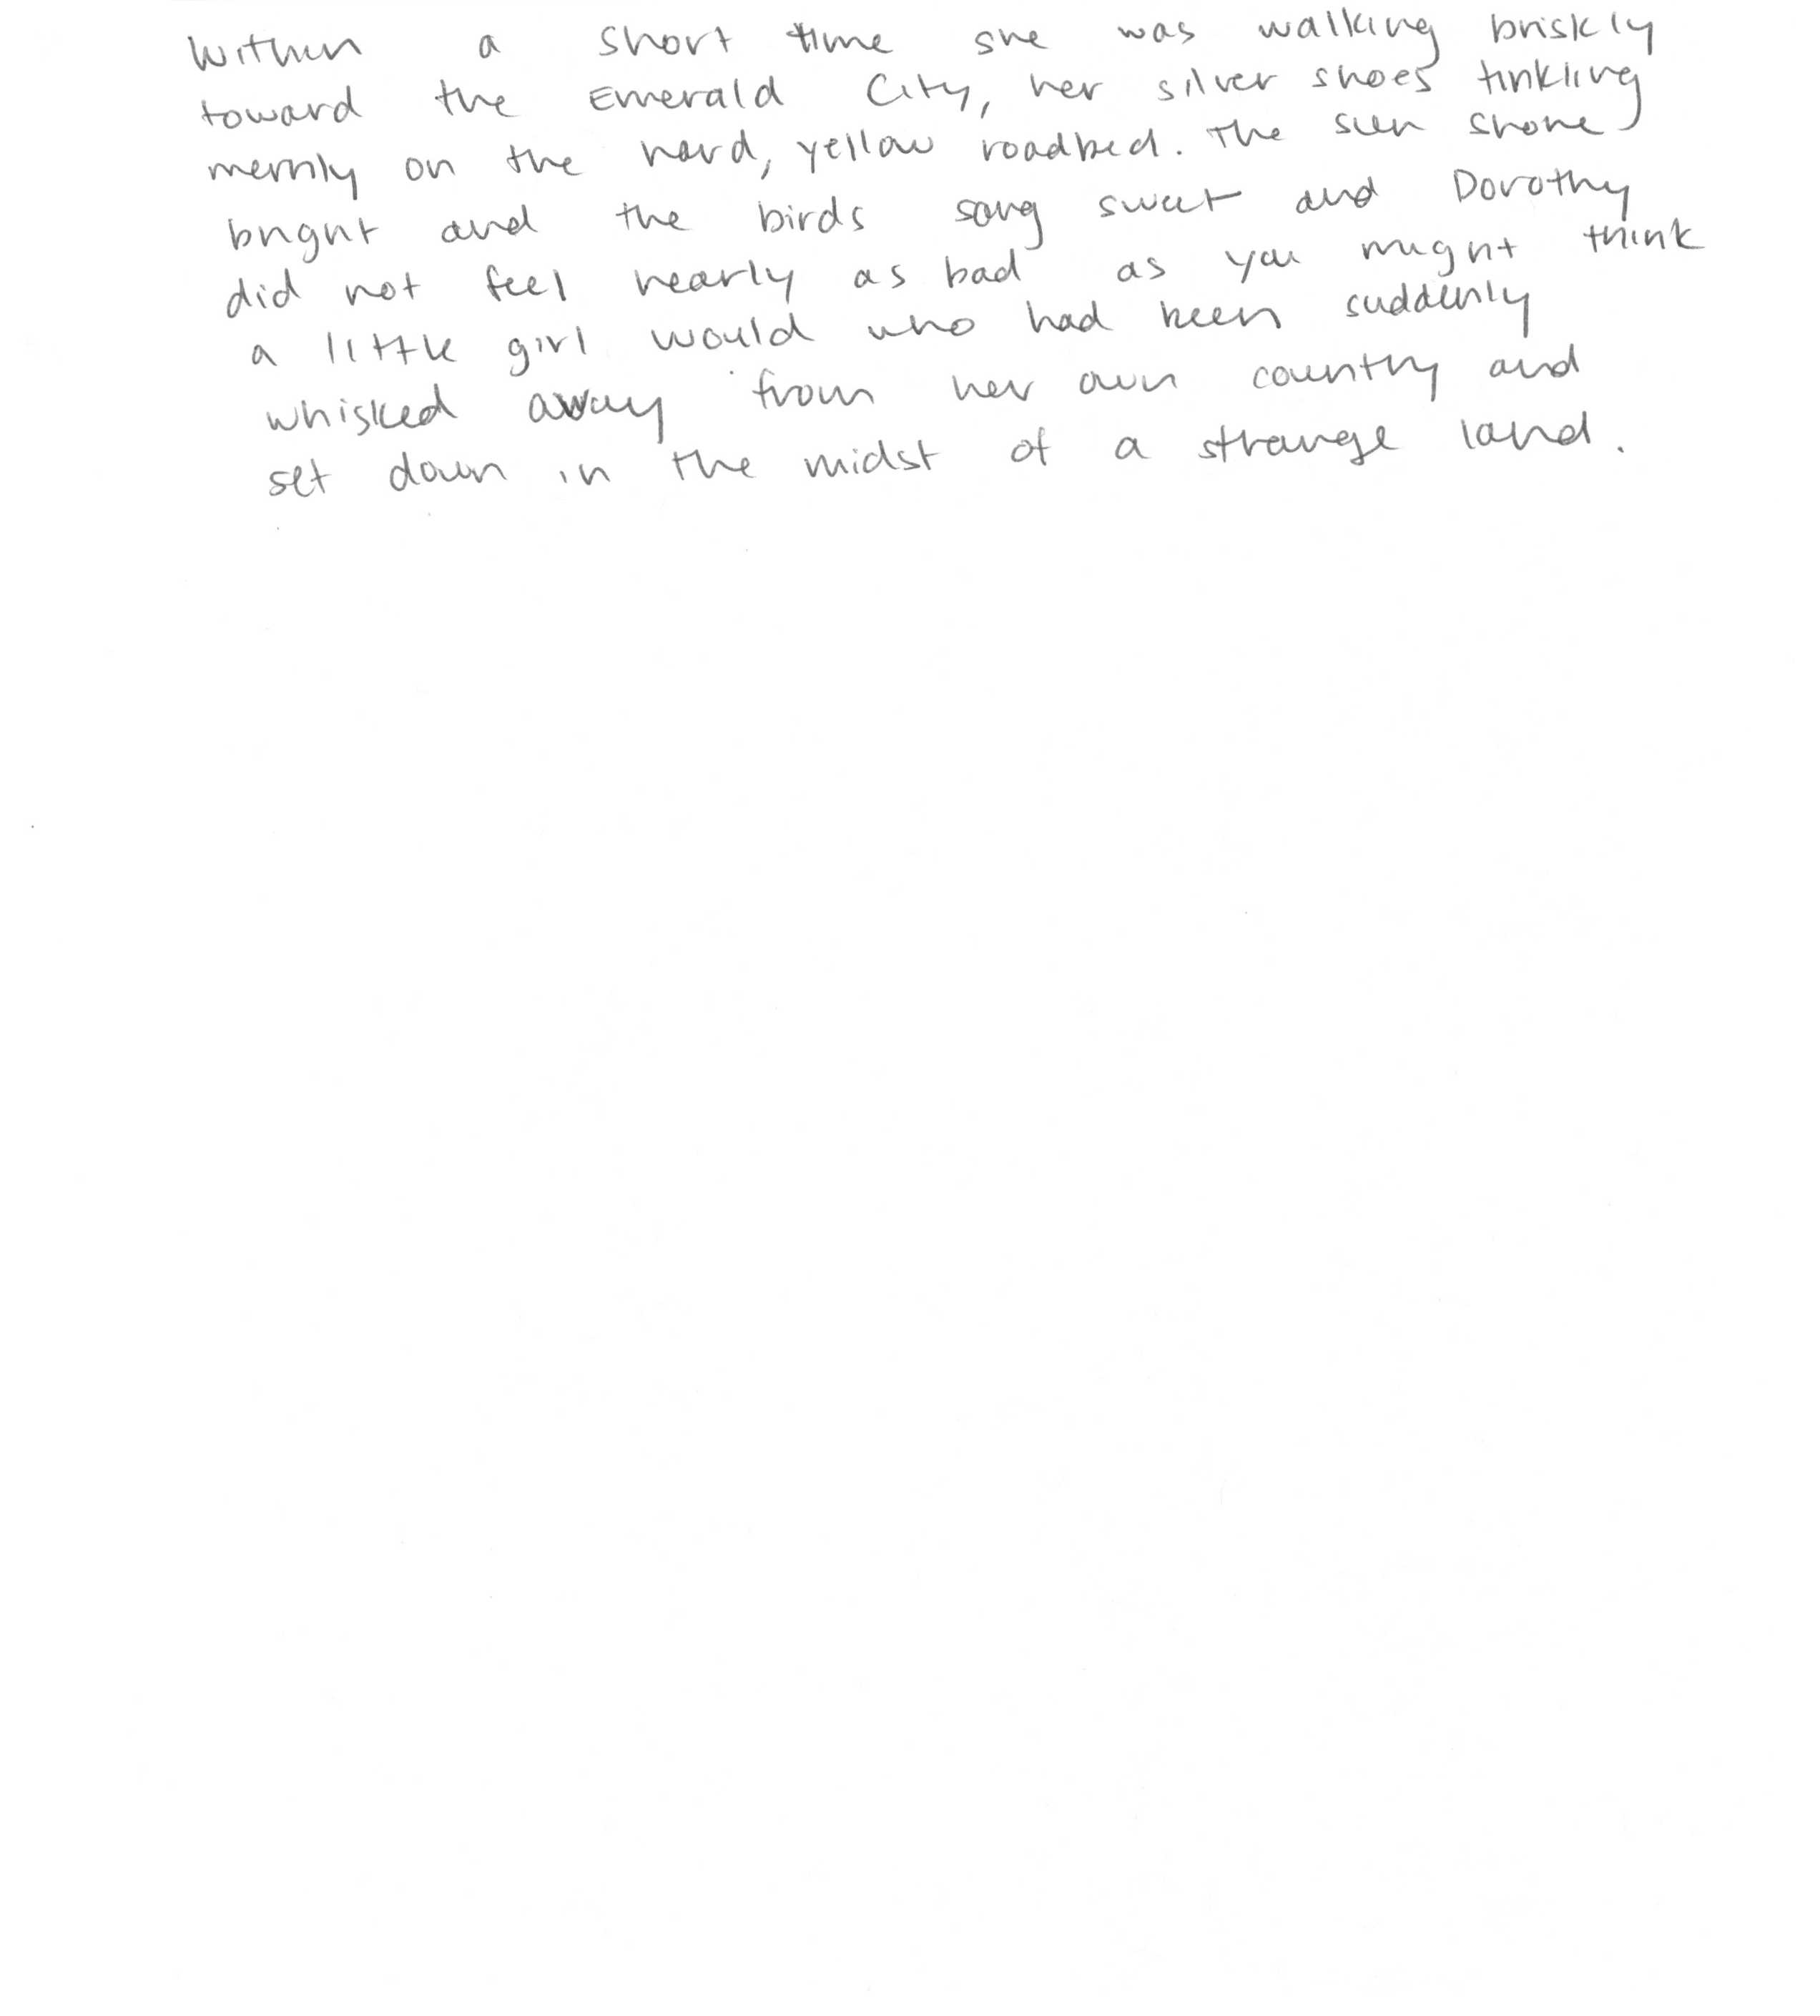 Within a short time she was walking briskly
toward the Emerald City, her silver shoes tinkling
merrily on the hard, yellow roadbed. The sun shone
bright and the birds sang sweet and Dorothy
did not feel nearly as bad as you might think
a little girl would who had been suddenly
whisked away from her own country and
set down in the midst of a strange land.